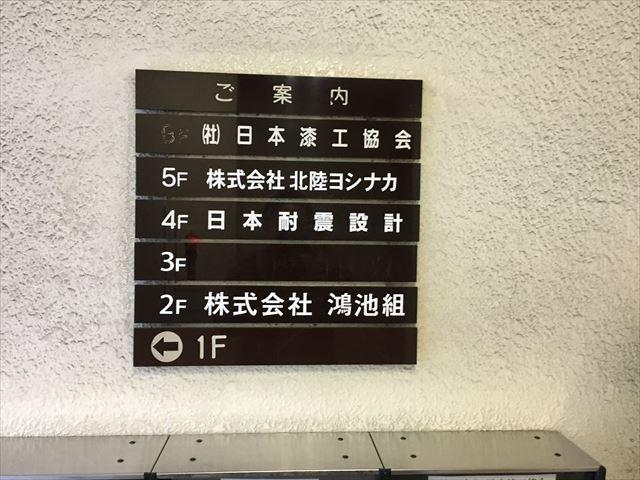 ご案内
6F (社)日本漆工協会
5F 株式会社 北陸ヨシナカ
4F 日本耐震設計
3F
2F 株式会社 鴻池組
← 1F